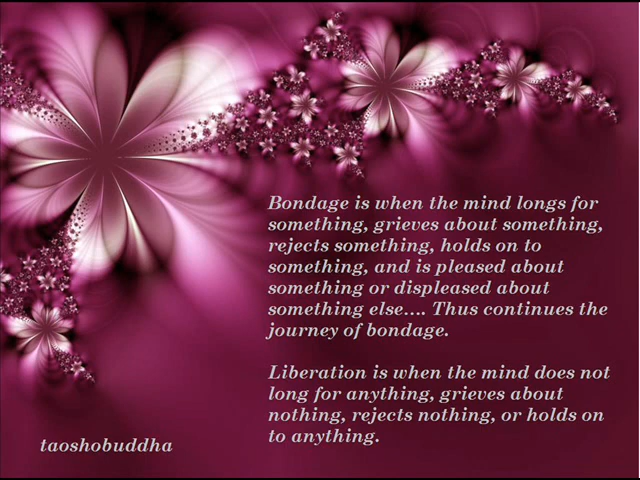 Bondage is when the mind longs for
something, grieves about something,
rejects something, holds on to
something, and is pleased about
something or displeased about
something else…. Thus continues the
journey of bondage.
Liberation is when the mind does not
long for anything, grieves about
nothing, rejects nothing, or holds on
to anything.
taoshobuddha